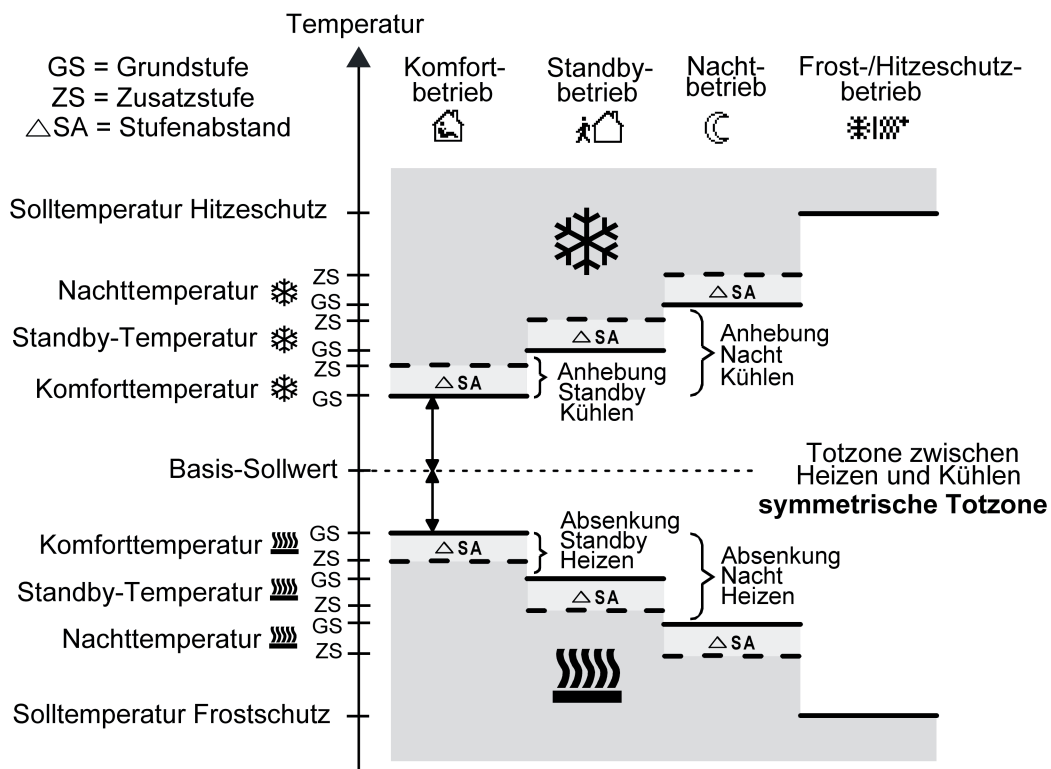 Temperatur
GS = Grundstufe
ZS = Zusatzstufe
△SA = Stufenabstand
Komfort-
betrieb
Standby-
betrieb
Nacht-
betrieb
Frost-/Hitzeschutz-
betrieb
Solltemperatur Hitzeschutz
ZS
Nachttemperatur
GS
△SA
ZS
Standby-Temperatur
GS
△SA
ZS
Komforttemperatur
GS
△SA
Anhebung
Standby
Kühlen
Anhebung
Nacht
Kühlen
Basis-Sollwert
Totzone zwischen
Heizen und Kühlen
symmetrische Totzone
GS
Komforttemperatur
ZS
△SA
Absenkung
Standby
Heizen
Absenkung
Nacht
Heizen
GS
Standby-Temperatur
ZS
△SA
GS
Nachttemperatur
ZS
△SA
Solltemperatur Frostschutz